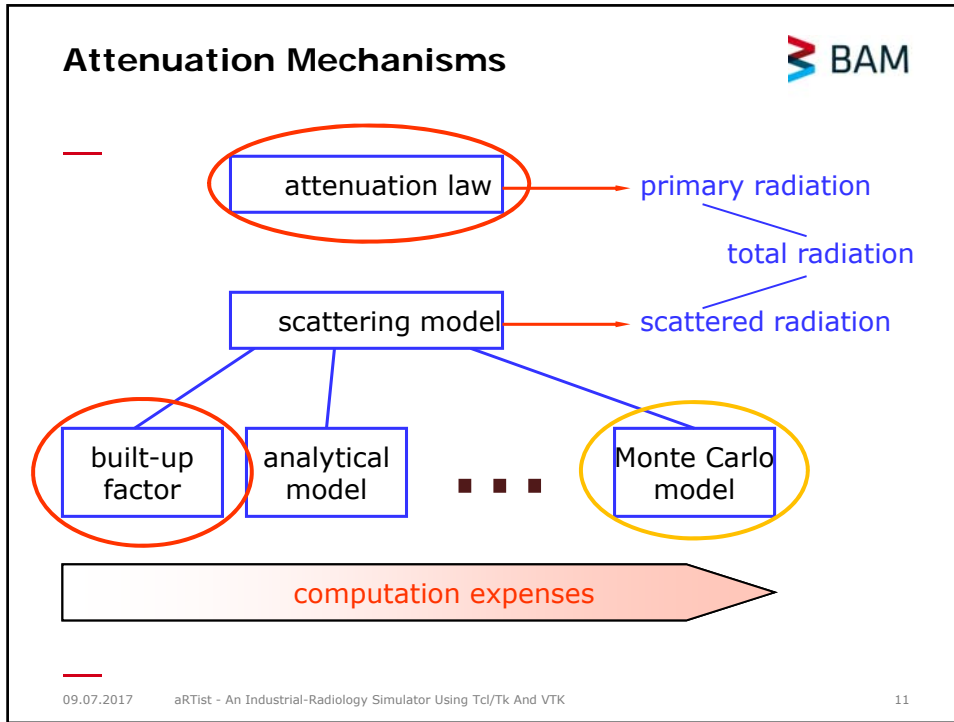 Attenuation Mechanisms
BAM
attenuation law
primary radiation
total radiation
scattering model
scattered radiation
built-up
factor
analytical
model
...
Monte Carlo
model
computation expenses
09.07.2017
aRTist - An Industrial-Radiology Simulator Using Tcl/Tk And VTK
11